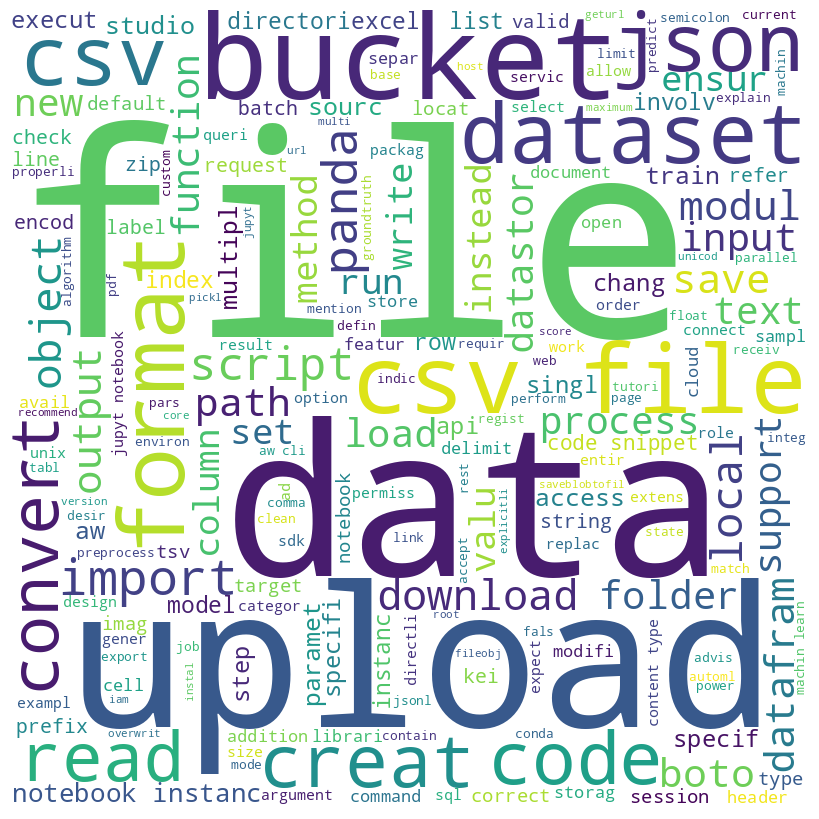 execut
studio
directori
excel
list
valid
geturl
semicolon
current
csv
bucket
json
separ
base
host
servic
limit
allow
predict
machin
ensur
new
default
function
batch
sourc
locat
select
maximum
involv
explain
dataset
check
line
properli
zip
custom
queri
url
multi
request
panda
packag
document
train
refer
file
encod
label
method
groundtruth
write
instead
datastor
open
modul
input
object
algorithm
pdf
format
index
pickl
multipl
jupyt
run
mention
store
order
chang
unicod
parallel
save
float
text
connect
sampl
receiv
output
result
defin
featur
requir
row
score
work
web
cloud
script
csv file
indic
perform
singl
tutori
page
avail
recommend
jupyt notebook
pars
core
path
option
environ
set
load
api
regist
delimit
process
code snippet
role
integ
local
support
convert
unix
tabl
version
desir
aw
aw cli
column
data
comma
ad
clean
sdk
notebook
permiss
link
rest
accept
valu
explicitli
saveblobtofil
entir
access
string
replac
extens
state
match
preprocess
tsv
import
target
download
folder
design
model
categor
imag
gener
export
job
instal
upload
step
paramet
specifi
instanc
directli
root
fileobj
fals
kei
expect
modifi
content type
advis
automl
power
datafram
machin learn
exampl
cell
iam
jsonl
prefix
overwrit
read
creat
addition
librari
contain
size
mode
code
conda
specif
boto
type
notebook instanc
argument
command
sql
correct
storag
session
header